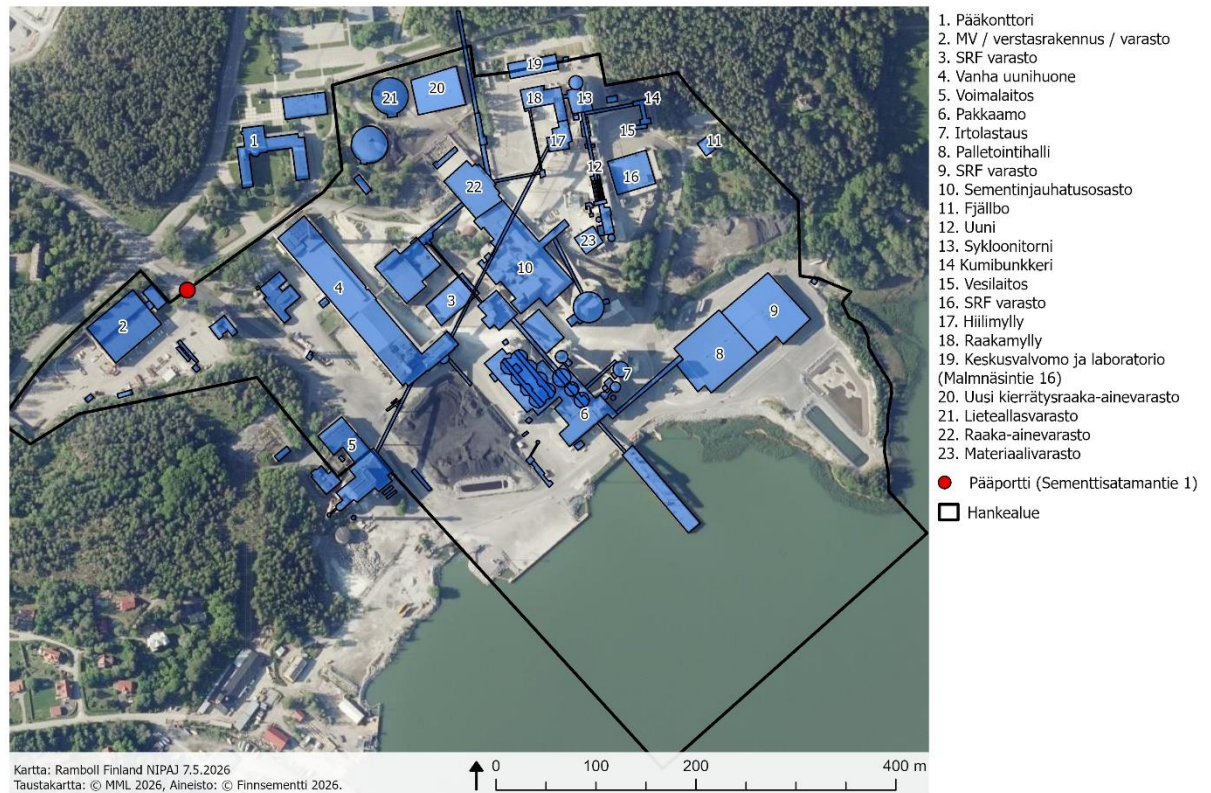 1. Pääkonttori
2. MV / verstasrakennus / varasto
3. SRF varasto
4. Vanha uunihuone
5. Voimalaitos
6. Pakkaamo
7. Irtolastaus
8. Palletointihalli
9. SRF varasto
10. Sementinjauhatusosasto
11. Fjällbo
12. Uuni
13. Sykloonitorni
14 Kumibunkkeri
15. Vesilaitos
16. SRF varasto
17. Hiilimylly
18. Raakamylly
19. Keskusvalvomo ja laboratorio
(Malmnäsintie 16)
20. Uusi kierrätysraaka-ainevarasto
21. Lieteallasvarasto
22. Raaka-ainevarasto
23. Materiaalivarasto
Pääportti (Sementtisatamantie 1)
Hankealue
19
20
21
18
13
14
15
1
17
11
12
16
22
23
10
4
3
9
2
8
7
6
5
Kartta: Ramboll Finland NIPAJ 7.5.2026
Taustakartta: © MML 2026, Aineisto: © Finnsementti 2026.
0 100 200 400 m